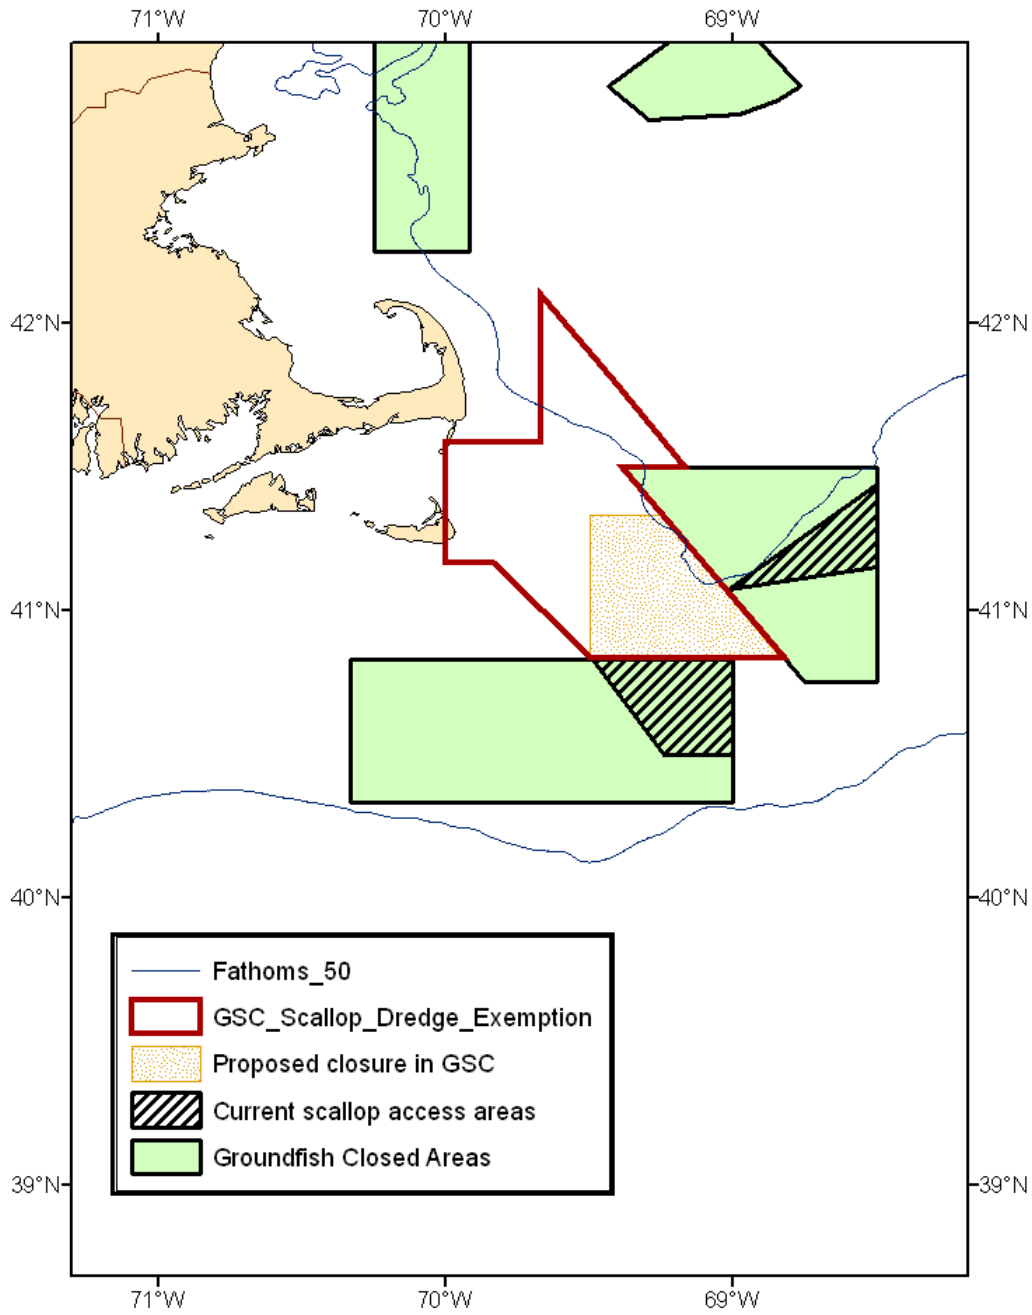 71°W 70°W 69°W
42°N 42°N
41°N 41°N
40°N 40°N
Fathoms_50
GSC_Scallop_Dredge_Exemption
Proposed closure in GSC
Current scallop access areas
Groundfish Closed Areas
39°N 39°N
71°W 70°W 69°W